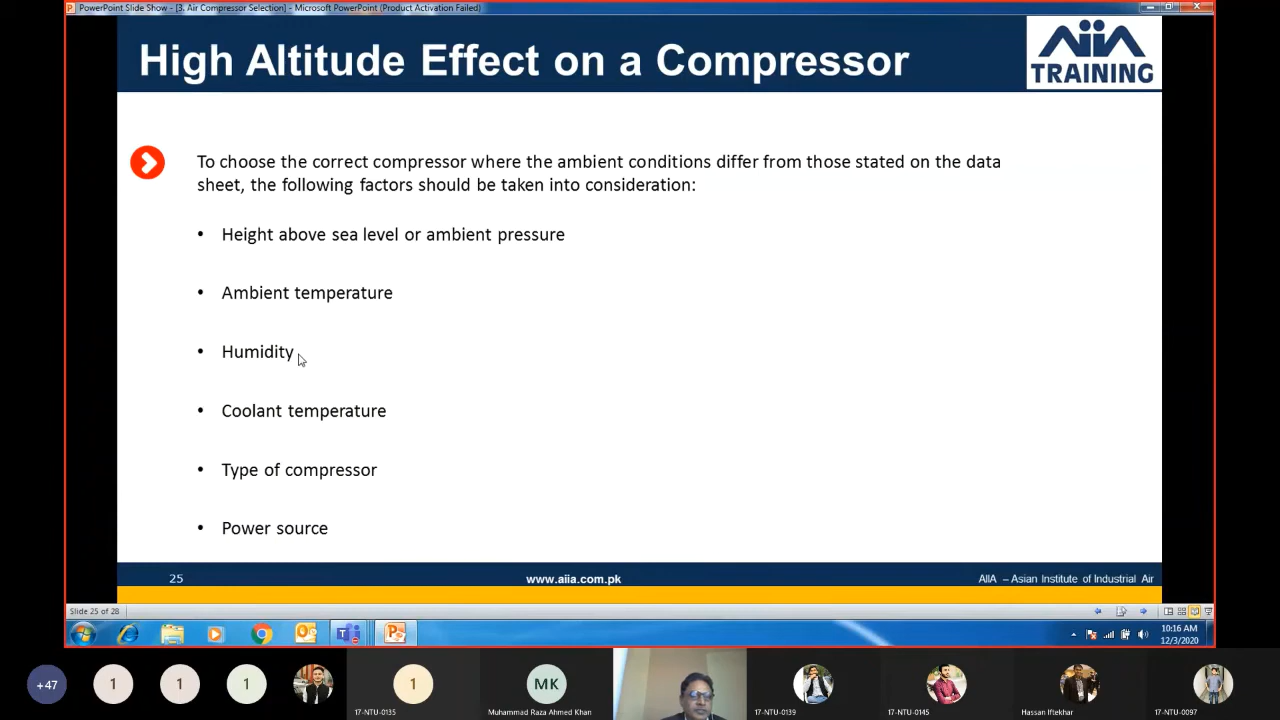 PowerPoint Slide Show - [3. Air Compressor Selection] - Microsoft PowerPoint (Product Activation Failed)
High Altitude Effect on a Compressor
AIIA
TRAINING
To choose the correct compressor where the ambient conditions differ from those stated on the data
sheet, the following factors should be taken into consideration:
• Height above sea level or ambient pressure
• Ambient temperature
• Humidity
• Coolant temperature
• Type of compressor
• Power source
25
www.aiia.com.pk
AIIA – Asian Institute of Industrial Air
Slide 25 of 28
10:16 AM
12/3/2020
+47
1
1
1
1
MK
17-NTU-0135
Muhammad Raza Ahmed Khan
17-NTU-0139
17-NTU-0145
Hassan Iftekhar
17-NTU-0097